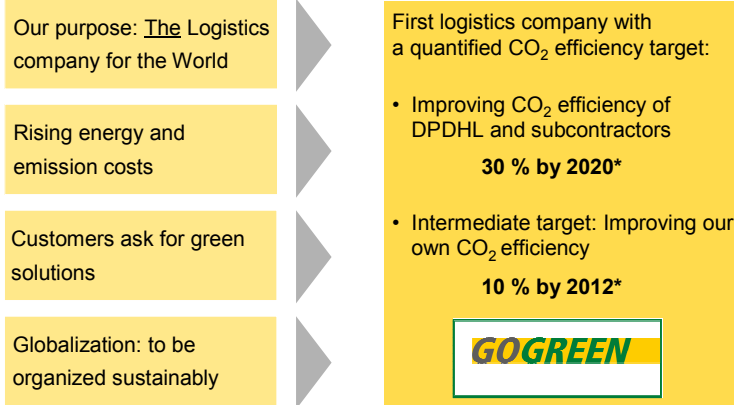 Our purpose: The Logistics
company for the World
Rising energy and
emission costs
Customers ask for green
solutions
Globalization: to be
organized sustainably
First logistics company with
a quantified CO₂ efficiency target:
• Improving CO₂ efficiency of
DPDHL and subcontractors
30 % by 2020*
• Intermediate target: Improving our
own CO₂ efficiency
10 % by 2012*
GOGREEN